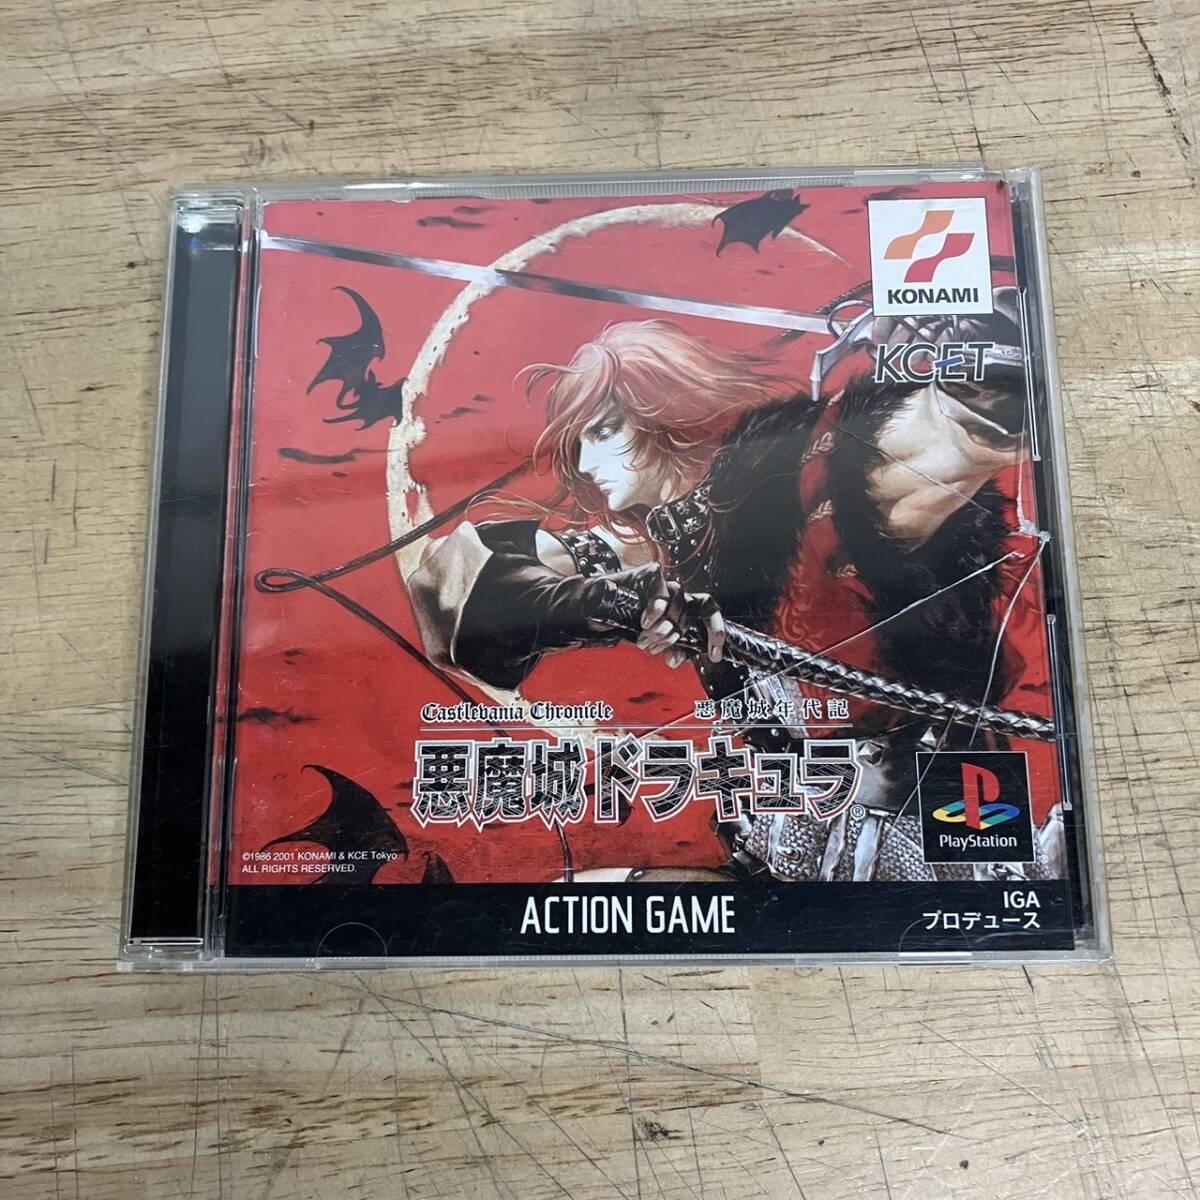 KONAMI
KCET
Castlevania Chronicle 悪魔城年代記
悪魔城ドラキュラ®
PlayStation®
©1986 2001 KONAMI & KCE Tokyo
ALL RIGHTS RESERVED.
ACTION GAME
IGA
プロデュース